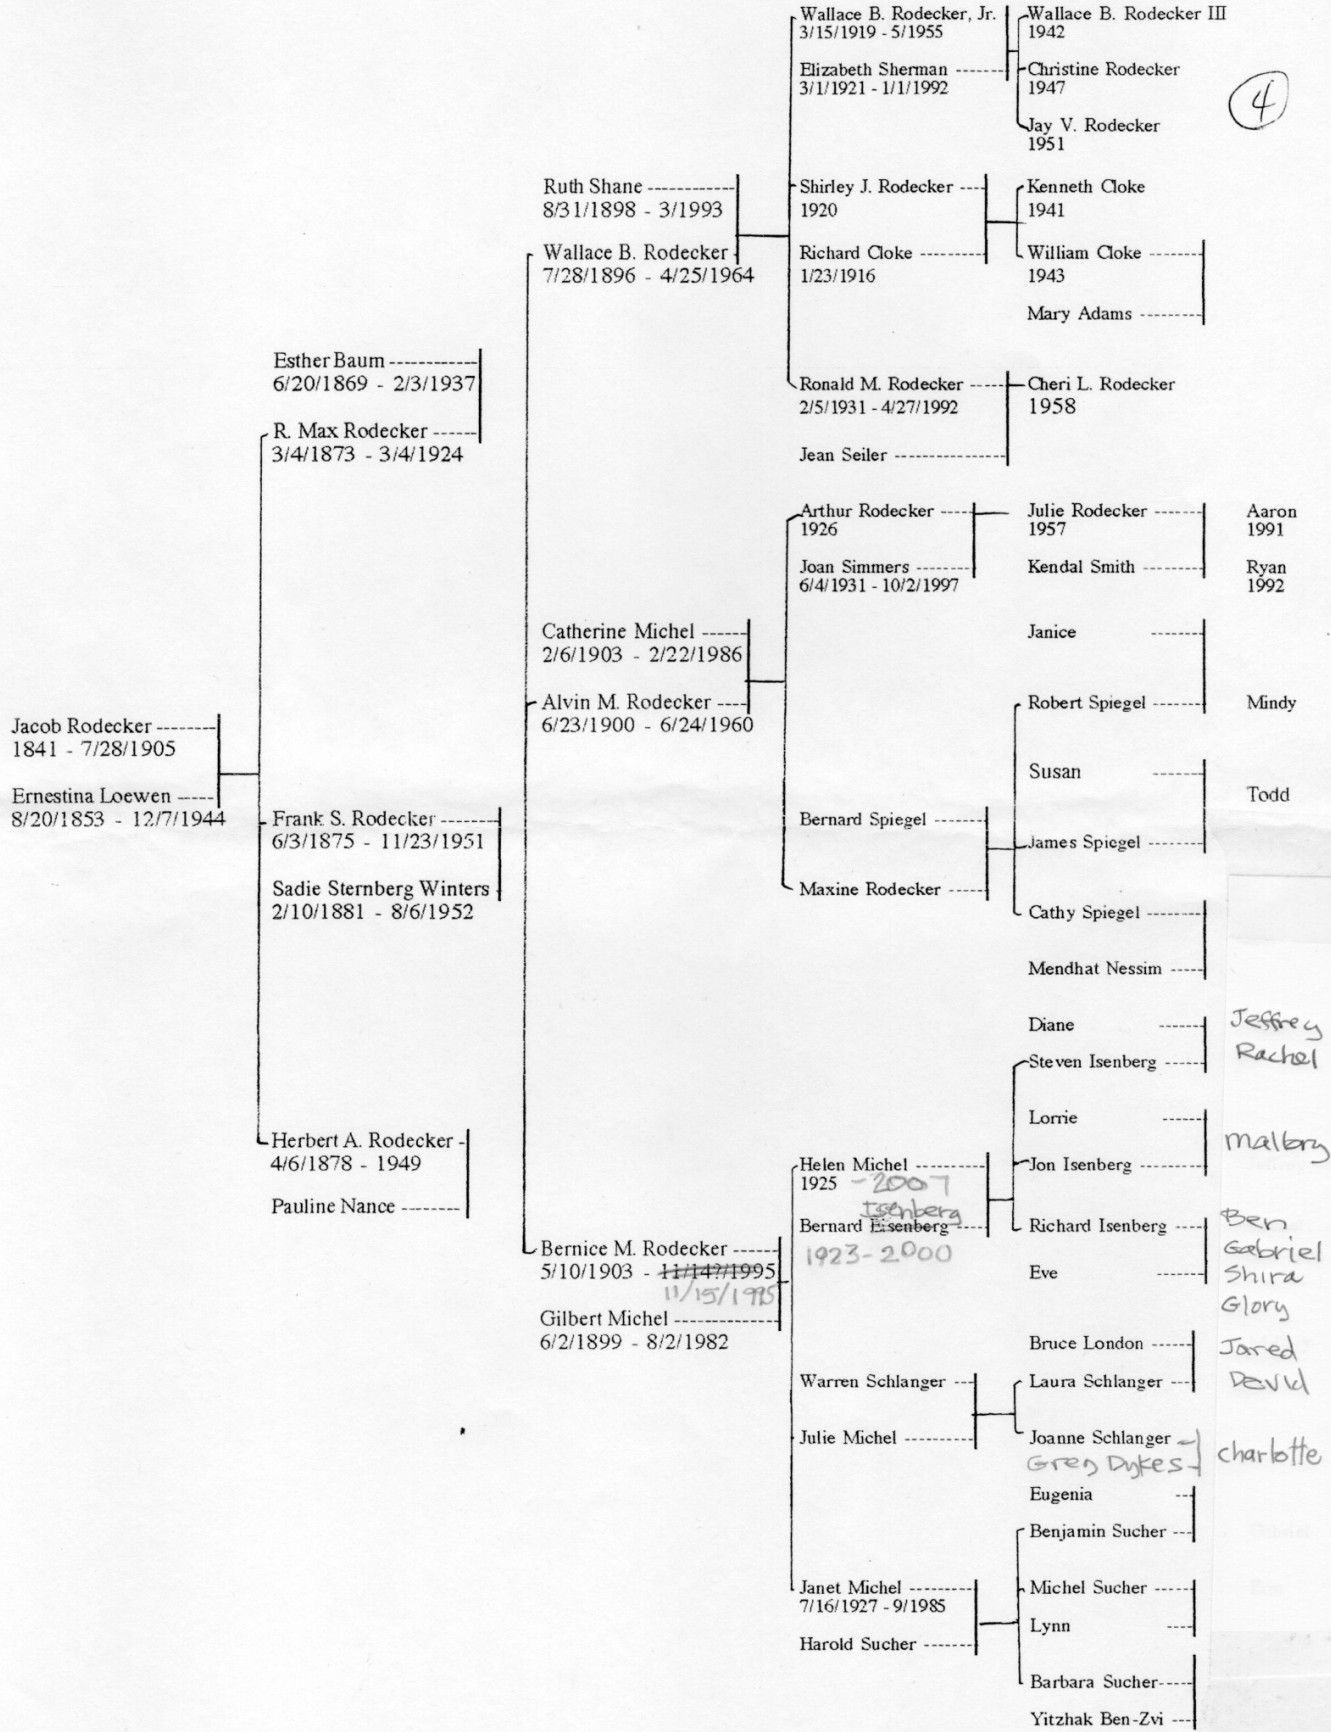 Jacob Rodecker
1841 - 7/28/1905
Ernestina Loewen
8/20/1853 - 12/7/1944
Esther Baum
6/20/1869 - 2/3/1937
R. Max Rodecker
3/4/1873 - 3/4/1924
Frank S. Rodecker
6/3/1875 - 11/23/1951
Sadie Sternberg Winters
2/10/1881 - 8/6/1952
Herbert A. Rodecker
4/6/1878 - 1949
Pauline Nance
Ruth Shane
8/31/1898 - 3/1993
Wallace B. Rodecker
7/28/1896 - 4/25/1964
Catherine Michel
2/6/1903 - 2/22/1986
Alvin M. Rodecker
6/23/1900 - 6/24/1960
Bernice M. Rodecker
5/10/1903 - 11/14?/1995
11/15/1995
Gilbert Michel
6/2/1899 - 8/2/1982
Wallace B. Rodecker, Jr.
3/15/1919 - 5/1955
Elizabeth Sherman
3/1/1921 - 1/1/1992
Shirley J. Rodecker
1920
Richard Cloke
1/23/1916
Ronald M. Rodecker
2/5/1931 - 4/27/1992
Jean Seiler
Arthur Rodecker
1926
Joan Simmers
6/4/1931 - 10/2/1997
Bernard Spiegel
Maxine Rodecker
Helen Michel
1925 - 2007
Isenberg
Bernard Eisenberg
1923-2000
Warren Schlanger
Julie Michel
Janet Michel
7/16/1927 - 9/1985
Harold Sucher
Wallace B. Rodecker III
1942
Christine Rodecker
1947
Jay V. Rodecker
1951
Kenneth Cloke
1941
William Cloke
1943
Mary Adams
Cheri L. Rodecker
1958
Julie Rodecker
1957
Kendal Smith
Janice
Robert Spiegel
Susan
James Spiegel
Cathy Spiegel
Mendhat Nessim
Diane
Steven Isenberg
Lorrie
Jon Isenberg
Richard Isenberg
Eve
Bruce London
Laura Schlanger
Joanne Schlanger
Greg Dykes
Eugenia
Benjamin Sucher
Michel Sucher
Lynn
Barbara Sucher
Yitzhak Ben-Zvi
4
Aaron
1991
Ryan
1992
Mindy
Todd
Jeffrey
Rachel
Mallory
Ben
Gabriel
Shira
Glory
Jared
David
Charlotte